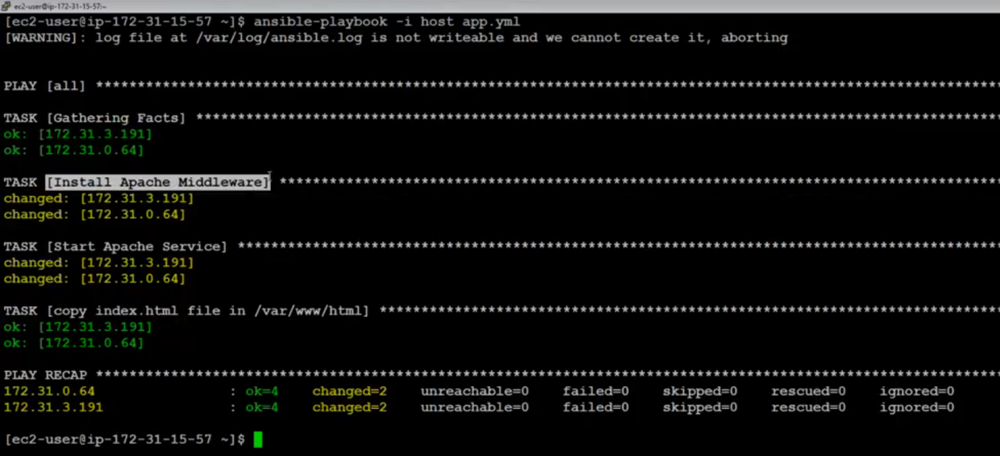 ec2-user@ip-172-31-15-57:~
[ec2-user@ip-172-31-15-57 ~]$ ansible-playbook -i host app.yml
[WARNING]: log file at /var/log/ansible.log is not writeable and we cannot create it, aborting
PLAY [all] ****************************************************************************************************************
TASK [Gathering Facts] ****************************************************************************************************
ok: [172.31.3.191]
ok: [172.31.0.64]
TASK [Install Apache Middleware] ******************************************************************************************
changed: [172.31.3.191]
changed: [172.31.0.64]
TASK [Start Apache Service] ***********************************************************************************************
changed: [172.31.3.191]
changed: [172.31.0.64]
TASK [copy index.html file in /var/www/html] ******************************************************************************
ok: [172.31.3.191]
ok: [172.31.0.64]
PLAY RECAP ****************************************************************************************************************
172.31.0.64 : ok=4 changed=2 unreachable=0 failed=0 skipped=0 rescued=0 ignored=0
172.31.3.191 : ok=4 changed=2 unreachable=0 failed=0 skipped=0 rescued=0 ignored=0
[ec2-user@ip-172-31-15-57 ~]$